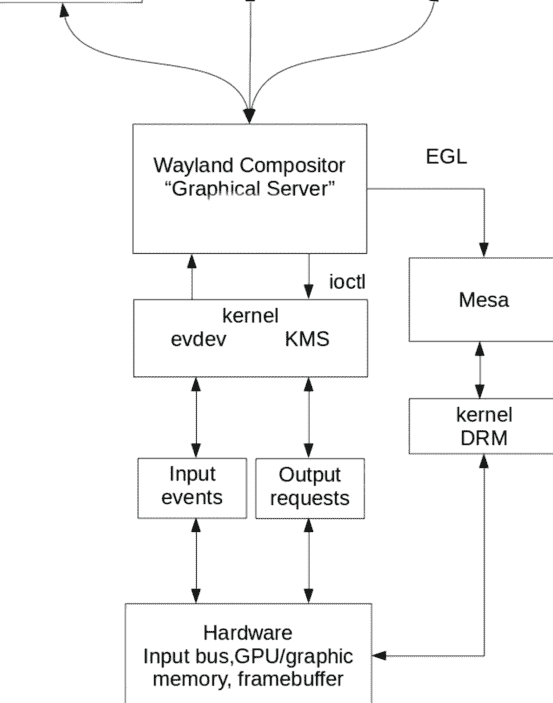 Wayland Compositor
“Graphical Server”
EGL
ioctl
Mesa
kernel
evdev KMS
kernel
DRM
Input
events
Output
requests
Hardware
Input bus,GPU/graphic
memory, framebuffer